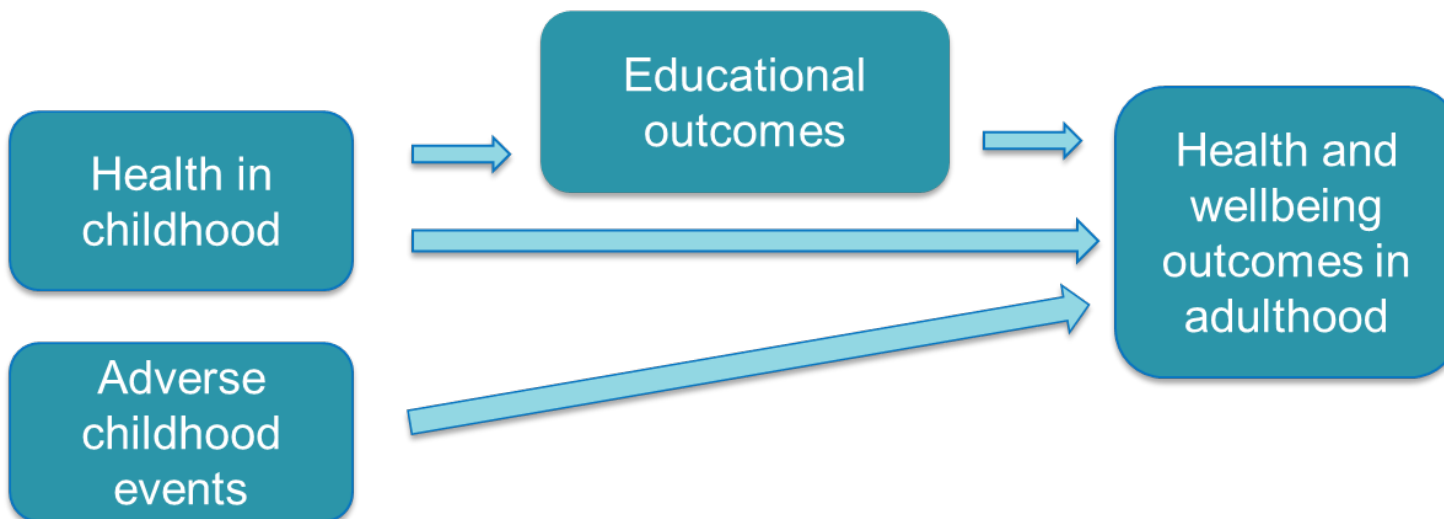 Educational
outcomes
Health in
childhood
Health and
wellbeing
outcomes in
adulthood
Adverse
childhood
events